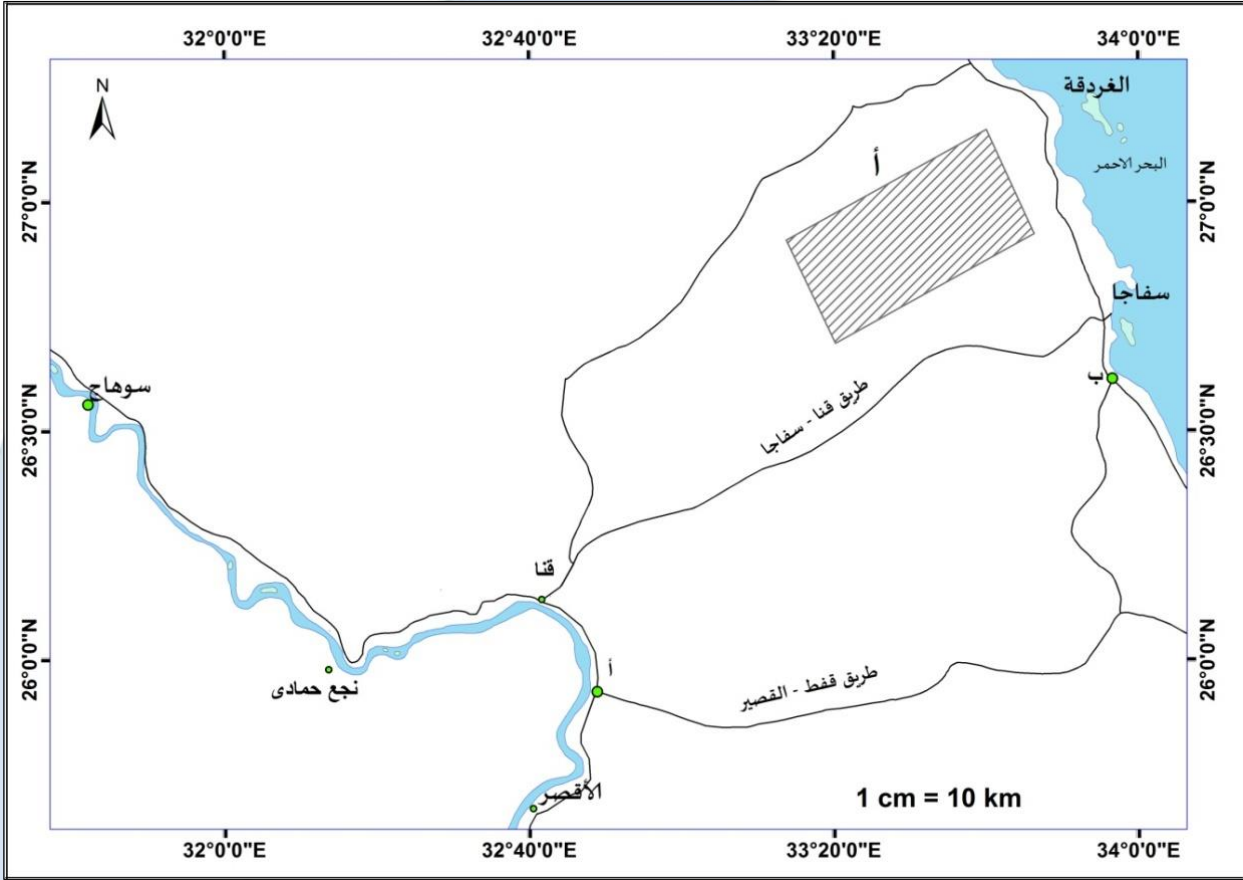 32°0'0"E
32°40'0"E
33°20'0"E
34°0'0"E
N
الغردقة
أ
البحر الاحمر
27°0'0"N
27°0'0"N
سفاجا
ب
سوهاج
طريق قنا - سفاجا
26°30'0"N
26°30'0"N
قنا
أ
26°0'0"N
26°0'0"N
نجع حمادى
طريق قفط - القصير
الأقصر
1 cm = 10 km
32°0'0"E
32°40'0"E
33°20'0"E
34°0'0"E